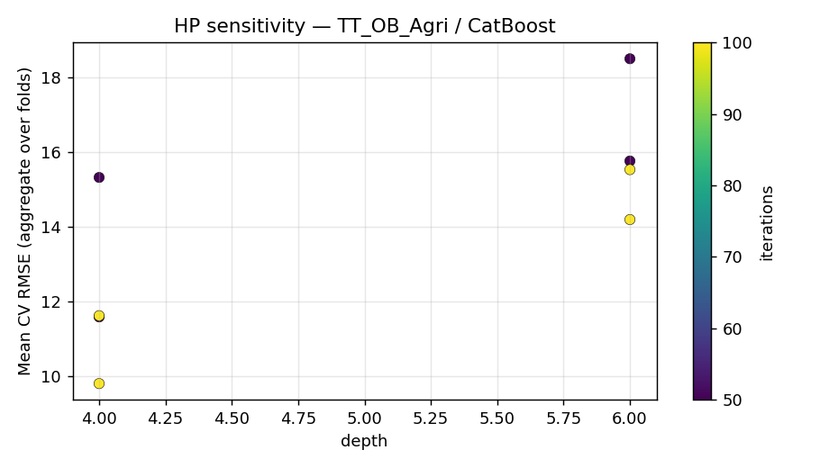 HP sensitivity — TT_OB_Agri / CatBoost
Mean CV RMSE (aggregate over folds)
18
16
14
12
10
4.00 4.25 4.50 4.75 5.00 5.25 5.50 5.75 6.00
depth
100
90
80
70
60
50
iterations